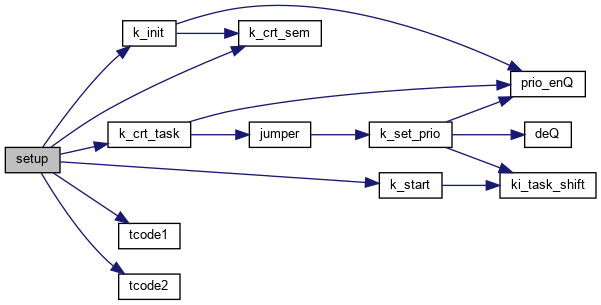 k_init
k_crt_sem
prio_enQ
k_crt_task
jumper
k_set_prio
deQ
setup
k_start
ki_task_shift
tcode1
tcode2